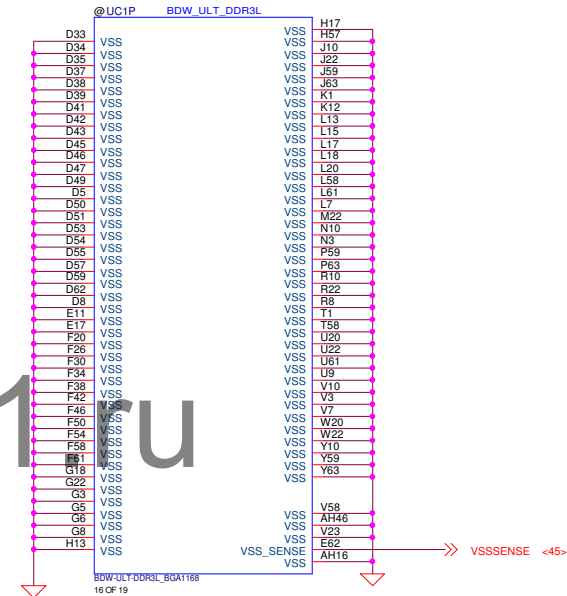 @UC1P BDW_ULT_DDR3L
D33 VSS VSS H17
D34 VSS VSS H57
D35 VSS VSS J10
D37 VSS VSS J22
D38 VSS VSS J59
D39 VSS VSS J63
D41 VSS VSS K1
D42 VSS VSS K12
D43 VSS VSS L13
D45 VSS VSS L15
D46 VSS VSS L17
D47 VSS VSS L18
D49 VSS VSS L20
D5 VSS VSS L58
D50 VSS VSS L61
D51 VSS VSS L7
D53 VSS VSS M22
D54 VSS VSS N10
D55 VSS VSS N3
D57 VSS VSS P59
D59 VSS VSS P63
D62 VSS VSS R10
D8 VSS VSS R22
E11 VSS VSS R8
E17 VSS VSS T1
F20 VSS VSS T58
F26 VSS VSS U20
F30 VSS VSS U22
F34 VSS VSS U61
F38 VSS VSS U9
F42 VSS VSS V10
F46 VSS VSS V3
F50 VSS VSS V7
F54 VSS VSS W20
F58 VSS VSS W22
F61 VSS VSS Y10
G18 VSS VSS Y59
G22 VSS VSS Y63
G3 VSS
G5 VSS VSS V58
G6 VSS VSS AH46
G8 VSS VSS V23
H13 VSS VSS_SENSE E62 VSSSENSE <45>
VSS AH16
BDW-ULT-DDR3L_BGA1168
16 OF 19
1.ru